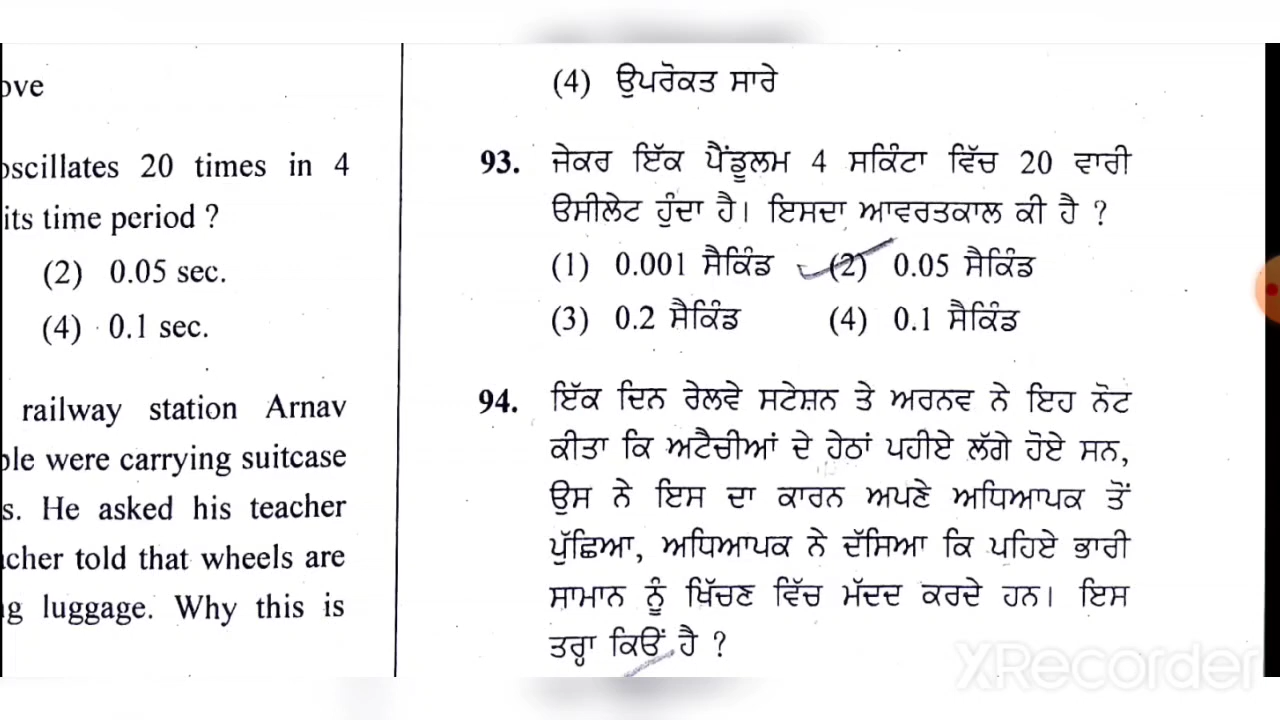 ove
oscillates 20 times in 4
its time period ?
(2) 0.05 sec.
(4) 0.1 sec.
railway station Arnav
ple were carrying suitcase
s. He asked his teacher
acher told that wheels are
g luggage. Why this is
(4) ਉਪਰੋਕਤ ਸਾਰੇ
93. ਜੇਕਰ ਇੱਕ ਪੈਂਡੂਲਮ 4 ਸਕਿੰਟਾ ਵਿੱਚ 20 ਵਾਰੀ
ਓਸੀਲੇਟ ਹੁੰਦਾ ਹੈ। ਇਸਦਾ ਆਵਰਤਕਾਲ ਕੀ ਹੈ ?
(1) 0.001 ਸੈਕਿੰਡ (2) 0.05 ਸੈਕਿੰਡ
(3) 0.2 ਸੈਕਿੰਡ (4) 0.1 ਸੈਕਿੰਡ
94. ਇੱਕ ਦਿਨ ਰੇਲਵੇ ਸਟੇਸ਼ਨ ਤੇ ਅਰਨਵ ਨੇ ਇਹ ਨੋਟ
ਕੀਤਾ ਕਿ ਅਟੈਚੀਆਂ ਦੇ ਹੇਠਾਂ ਪਹੀਏ ਲੱਗੇ ਹੋਏ ਸਨ,
ਉਸ ਨੇ ਇਸ ਦਾ ਕਾਰਨ ਅਪਣੇ ਅਧਿਆਪਕ ਤੋਂ
ਪੁੱਛਿਆ, ਅਧਿਆਪਕ ਨੇ ਦੱਸਿਆ ਕਿ ਪਹਿਏ ਭਾਰੀ
ਸਾਮਾਨ ਨੂੰ ਖਿੱਚਣ ਵਿੱਚ ਮੱਦਦ ਕਰਦੇ ਹਨ। ਇਸ
ਤਰ੍ਹਾ ਕਿਓਂ ਹੈ ?
XRecorder